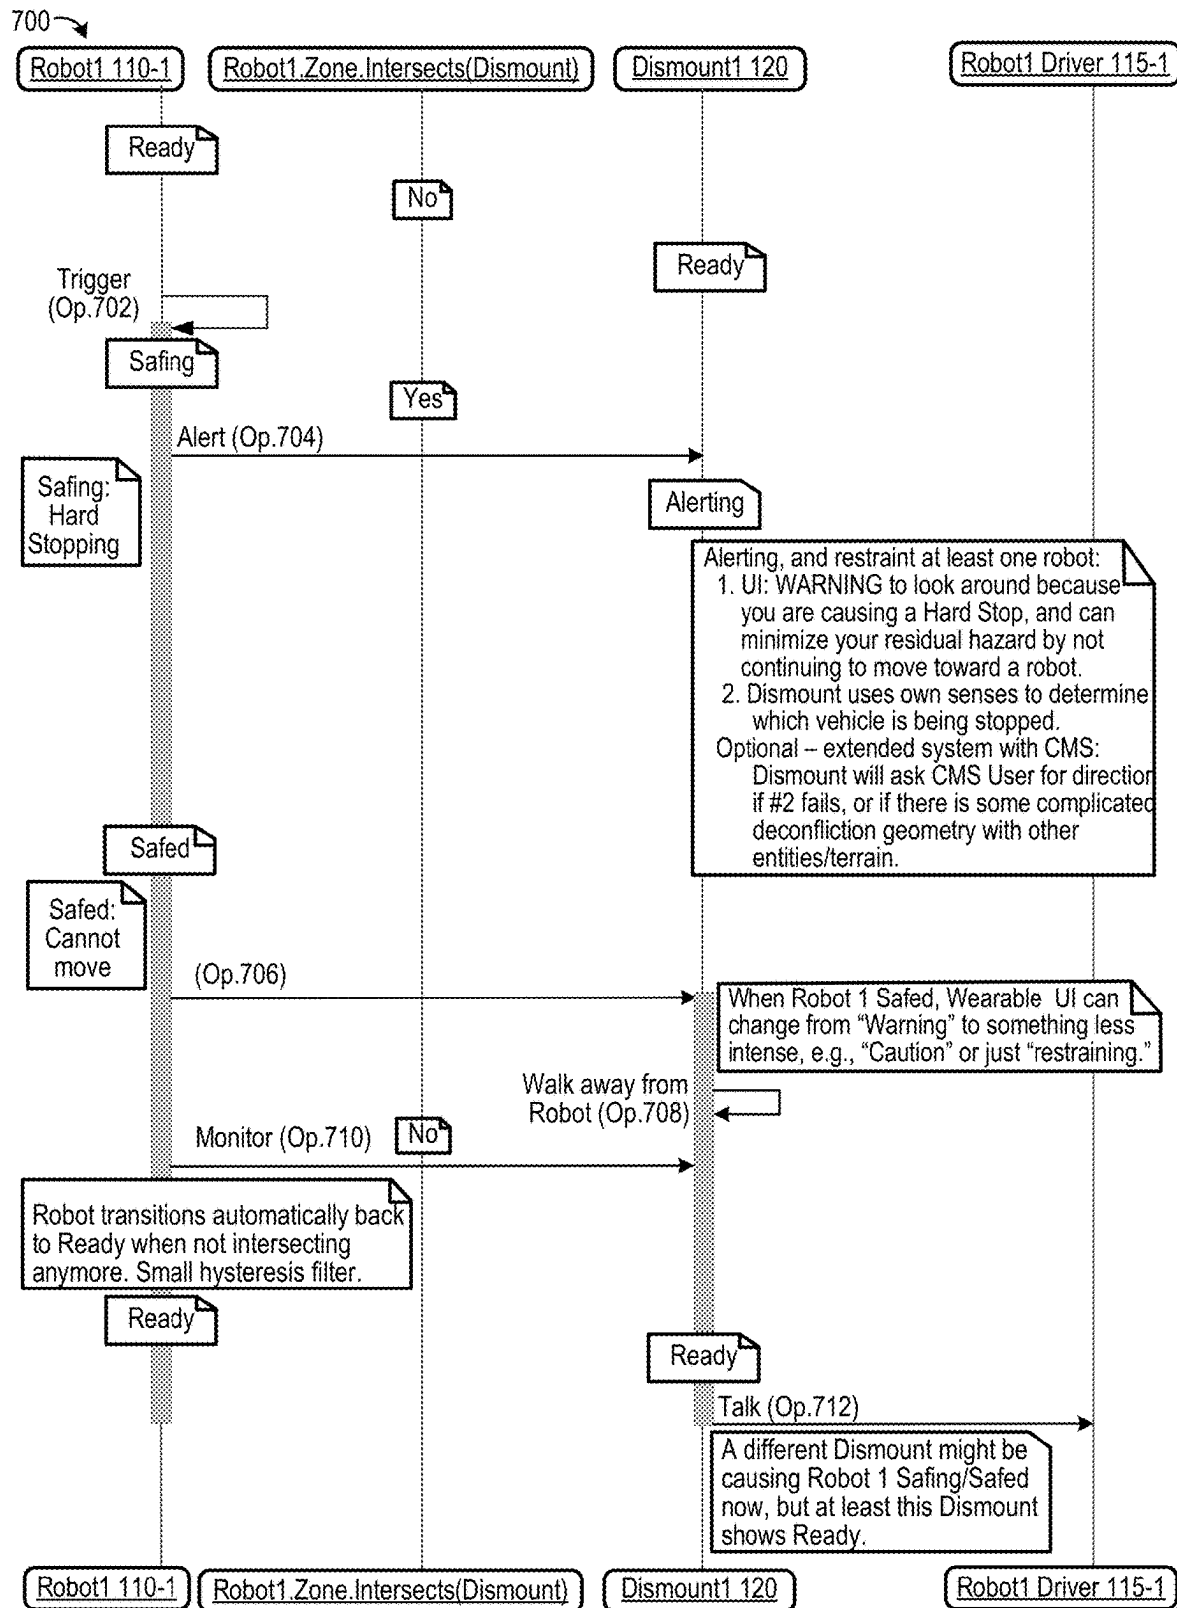 700
Robot1 110-1
Robot1.Zone.Intersects(Dismount)
Dismount1 120
Robot1 Driver 115-1
Ready
No
Ready
Trigger
(Op.702)
Safing
Yes
Alert (Op.704)
Safing:
Hard
Stopping
Alerting
Alerting, and restraint at least one robot:
1. UI: WARNING to look around because
you are causing a Hard Stop, and can
minimize your residual hazard by not
continuing to move toward a robot.
2. Dismount uses own senses to determine
which vehicle is being stopped.
Optional – extended system with CMS:
Dismount will ask CMS User for direction
if #2 fails, or if there is some complicated
deconfliction geometry with other
entities/terrain.
Safed
Safed:
Cannot
move
(Op.706)
When Robot 1 Safed, Wearable UI can
change from “Warning” to something less
intense, e.g., “Caution” or just “restraining.”
Walk away from
Robot (Op.708)
Monitor (Op.710)
No
Robot transitions automatically back
to Ready when not intersecting
anymore. Small hysteresis filter.
Ready
Ready
Talk (Op.712)
A different Dismount might be
causing Robot 1 Safing/Safed
now, but at least this Dismount
shows Ready.
Robot1 110-1
Robot1.Zone.Intersects(Dismount)
Dismount1 120
Robot1 Driver 115-1